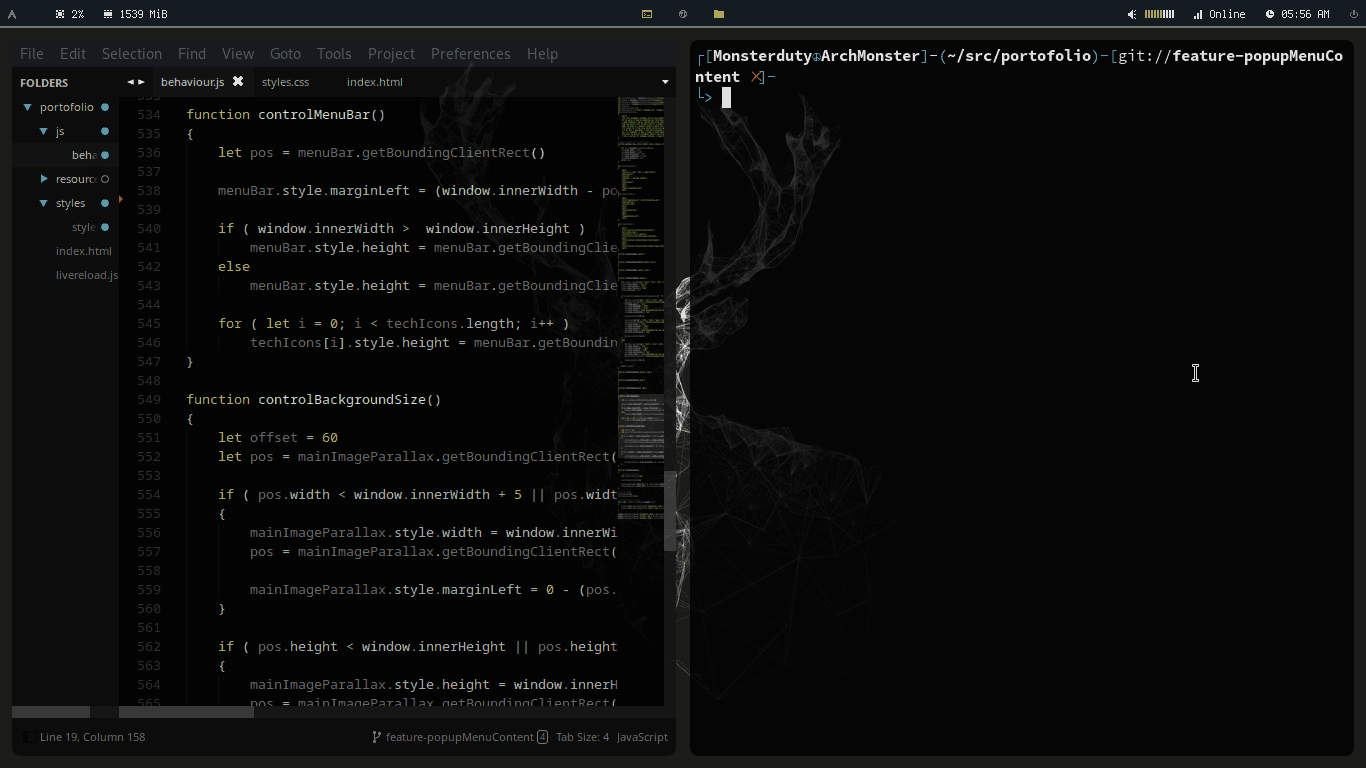 2% 1539 MiB Online 05:56 AM
File Edit Selection Find View Goto Tools Project Preferences Help
FOLDERS
portofolio
js
beha
resourc
styles
style
index.html
livereload.js
behaviour.js styles.css index.html
534 function controlMenuBar()
535 {
536 let pos = menuBar.getBoundingClientRect()
537
538 menuBar.style.marginLeft = (window.innerWidth - po
539
540 if ( window.innerWidth > window.innerHeight )
541 menuBar.style.height = menuBar.getBoundingClie
542 else
543 menuBar.style.height = menuBar.getBoundingClie
544
545 for ( let i = 0; i < techIcons.length; i++ )
546 techIcons[i].style.height = menuBar.getBoundin
547 }
548
549 function controlBackgroundSize()
550 {
551 let offset = 60
552 let pos = mainImageParallax.getBoundingClientRect(
553
554 if ( pos.width < window.innerWidth + 5 || pos.widt
555 {
556 mainImageParallax.style.width = window.innerWi
557 pos = mainImageParallax.getBoundingClientRect(
558
559 mainImageParallax.style.marginLeft = 0 - (pos.
560 }
561
562 if ( pos.height < window.innerHeight || pos.height
563 {
564 mainImageParallax.style.height = window.innerH
565 pos = mainImageParallax.getBoundingClientRect(
Line 19, Column 158 feature-popupMenuContent 4 Tab Size: 4 JavaScript
┌[Monsterduty@ArchMonster]-(~/src/portofolio)-[git://feature-popupMenuCo
ntent ✗]-
└>